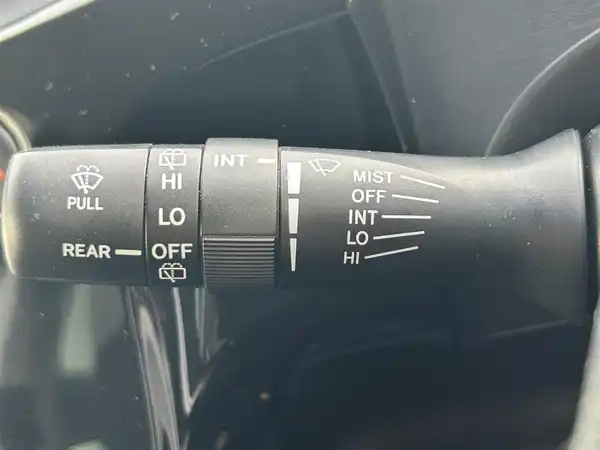 PULL
REAR
HI
LO
OFF
INT
MIST
OFF
INT
LO
HI